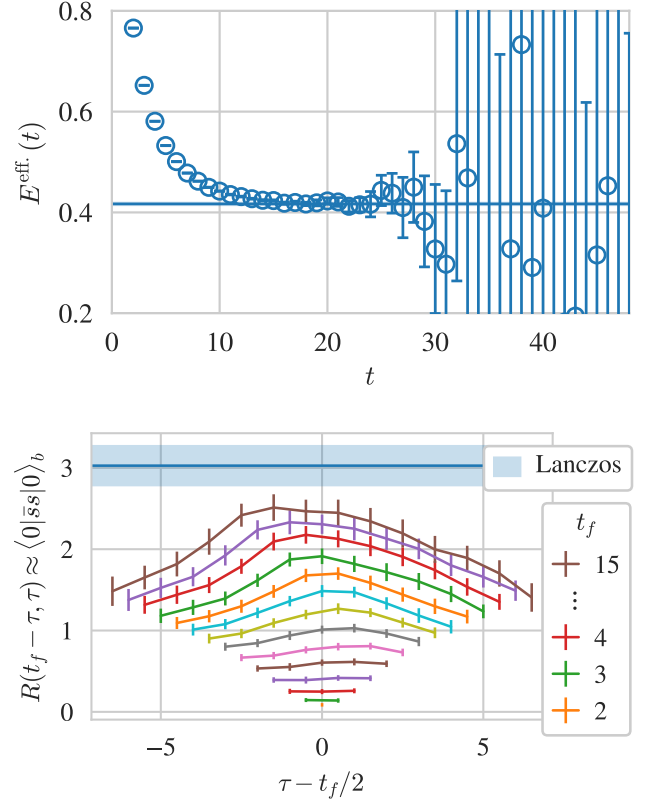 0.8
0.6
0.4
0.2
E^eff.(t)
0 10 20 30 40
t
R(t_f − τ, τ) ≈ ⟨0|s̄s|0⟩_b
3
2
1
0
−5 0 5
τ − t_f/2
Lanczos
t_f
15
⋮
4
3
2